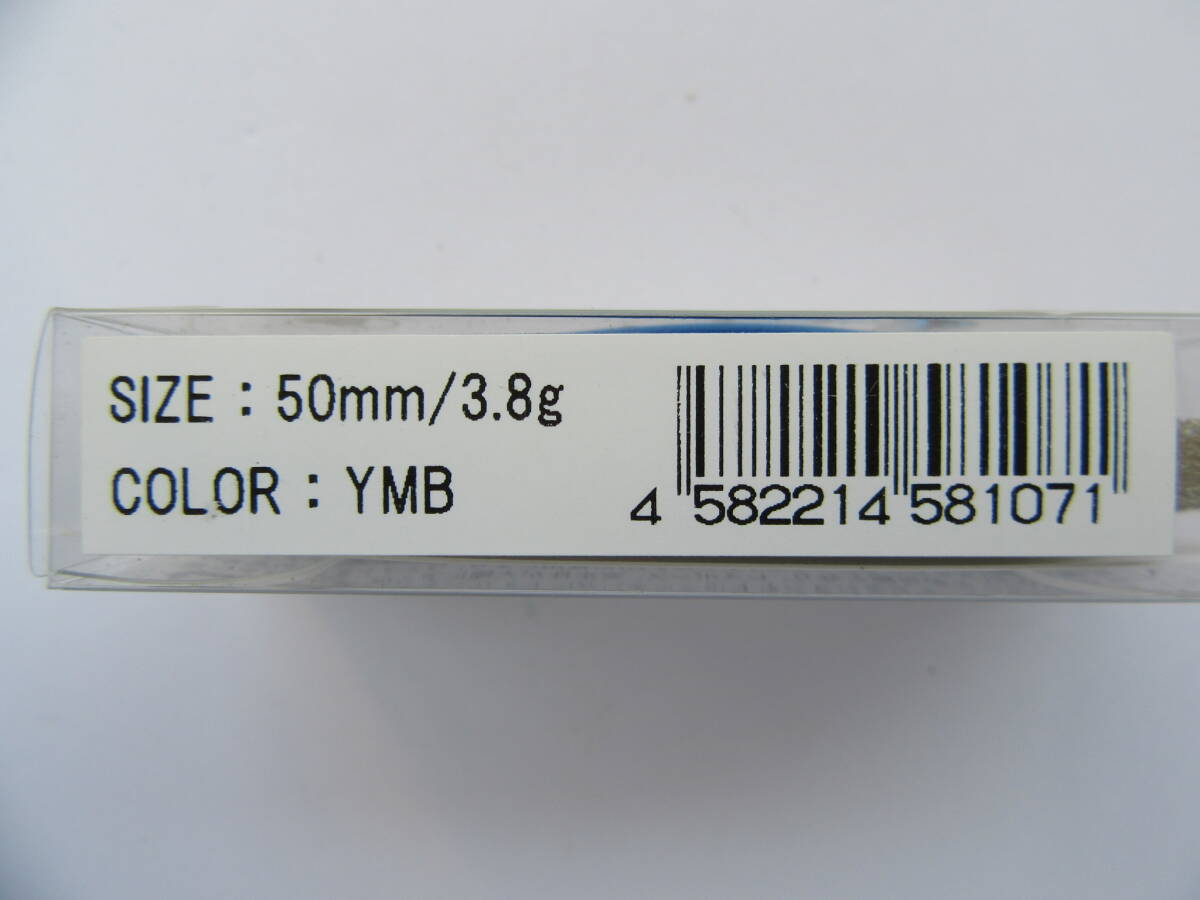 SIZE : 50mm/3.8g
COLOR : YMB
4 582214 581071